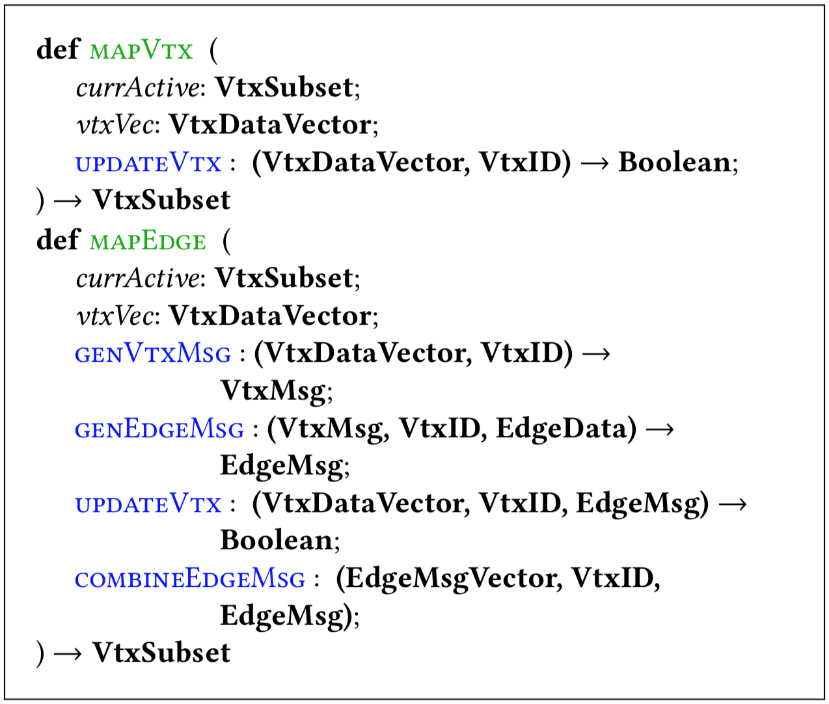 def mapVtx (
currActive: VtxSubset;
vtxVec: VtxDataVector;
updateVtx : (VtxDataVector, VtxID) → Boolean;
) → VtxSubset
def mapEdge (
currActive: VtxSubset;
vtxVec: VtxDataVector;
genVtxMsg : (VtxDataVector, VtxID) →
VtxMsg;
genEdgeMsg : (VtxMsg, VtxID, EdgeData) →
EdgeMsg;
updateVtx : (VtxDataVector, VtxID, EdgeMsg) →
Boolean;
combineEdgeMsg : (EdgeMsgVector, VtxID,
EdgeMsg);
) → VtxSubset